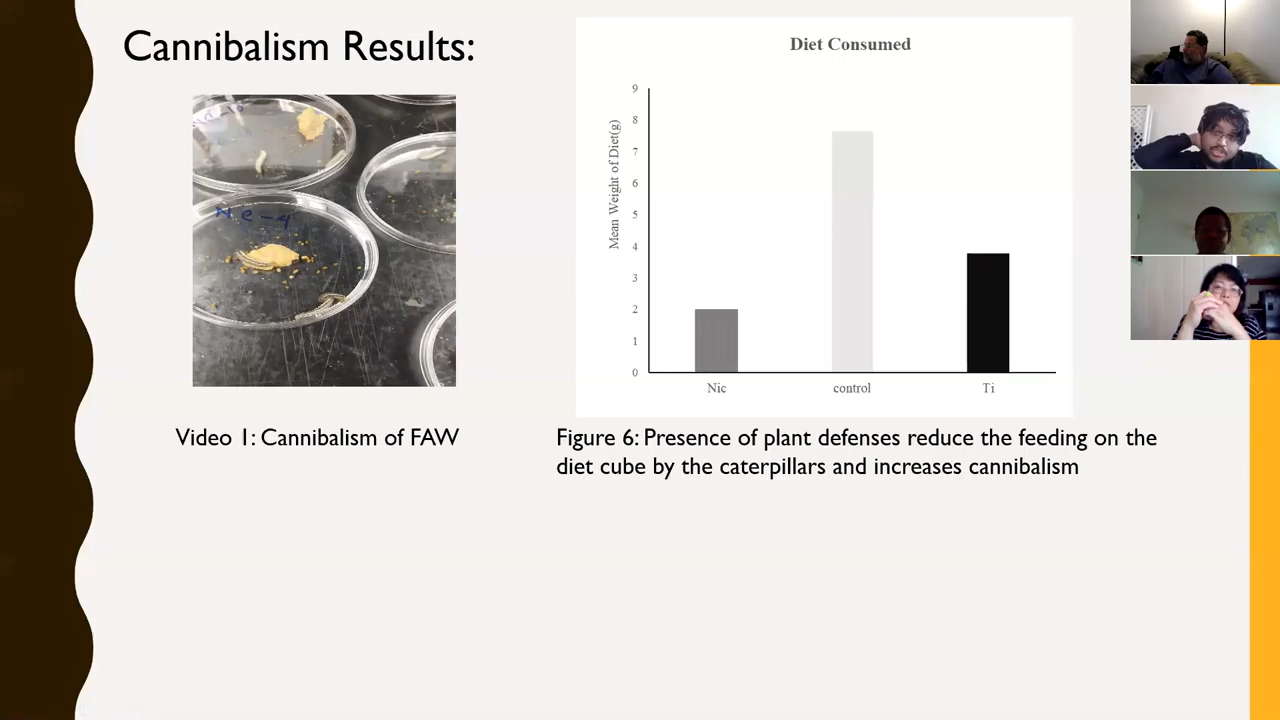 Cannibalism Results:
Ne-4
Video 1: Cannibalism of FAW
Diet Consumed
Mean Weight of Diet(g)
9
8
7
6
5
4
3
2
1
0
Nic
control
Ti
Figure 6: Presence of plant defenses reduce the feeding on the
diet cube by the caterpillars and increases cannibalism